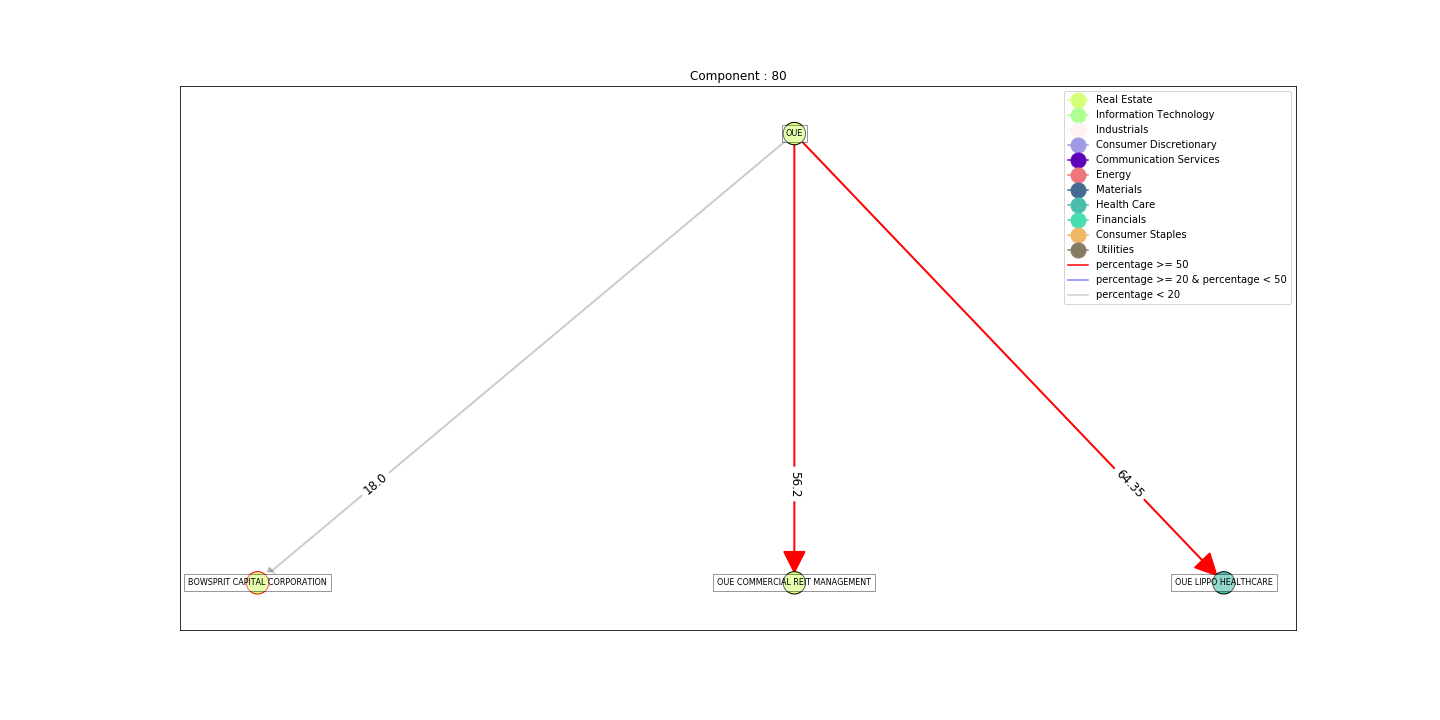 Component : 80
OUE
Real Estate
Information Technology
Industrials
Consumer Discretionary
Communication Services
Energy
Materials
Health Care
Financials
Consumer Staples
Utilities
percentage >= 50
percentage >= 20 & percentage < 50
percentage < 20
18.0
56.2
64.35
BOWSPRIT CAPITAL CORPORATION
OUE COMMERCIAL REIT MANAGEMENT
OUE LIPPO HEALTHCARE